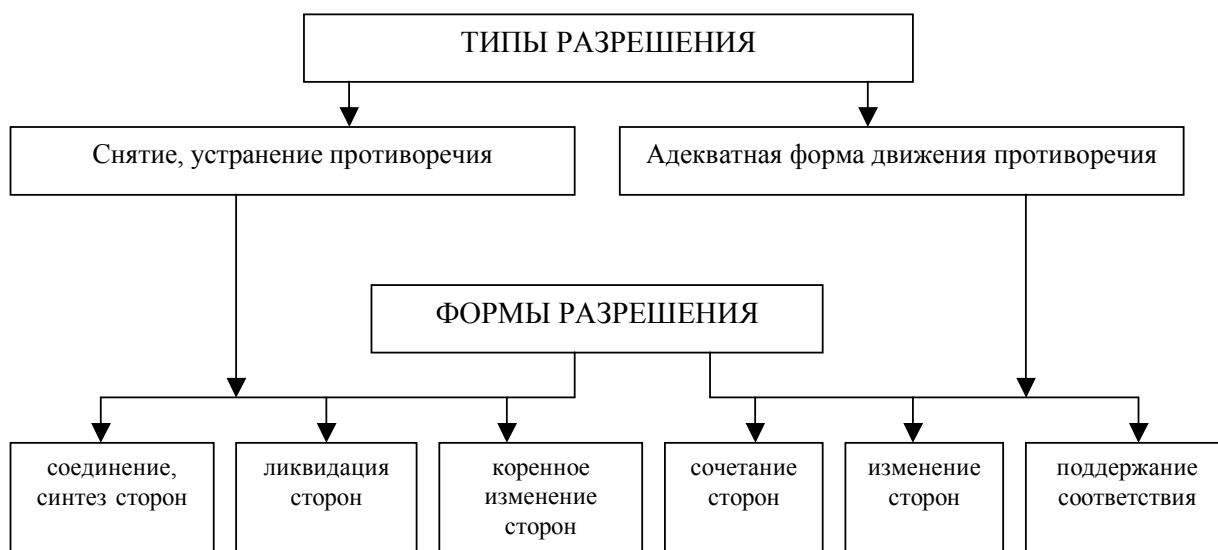 ТИПЫ РАЗРЕШЕНИЯ
Снятие, устранение противоречия
Адекватная форма движения противоречия
ФОРМЫ РАЗРЕШЕНИЯ
соединение,
синтез сторон
ликвидация
сторон
коренное
изменение
сторон
сочетание
сторон
изменение
сторон
поддержание
соответствия